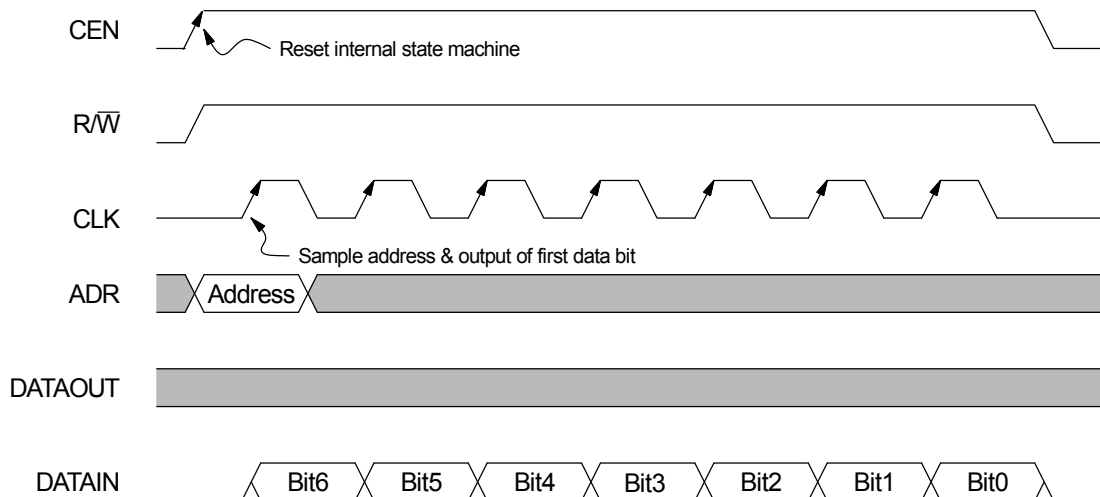 CEN
Reset internal state machine
R/W̅
CLK
Sample address & output of first data bit
ADR
Address
DATAOUT
DATAIN
Bit6 Bit5 Bit4 Bit3 Bit2 Bit1 Bit0